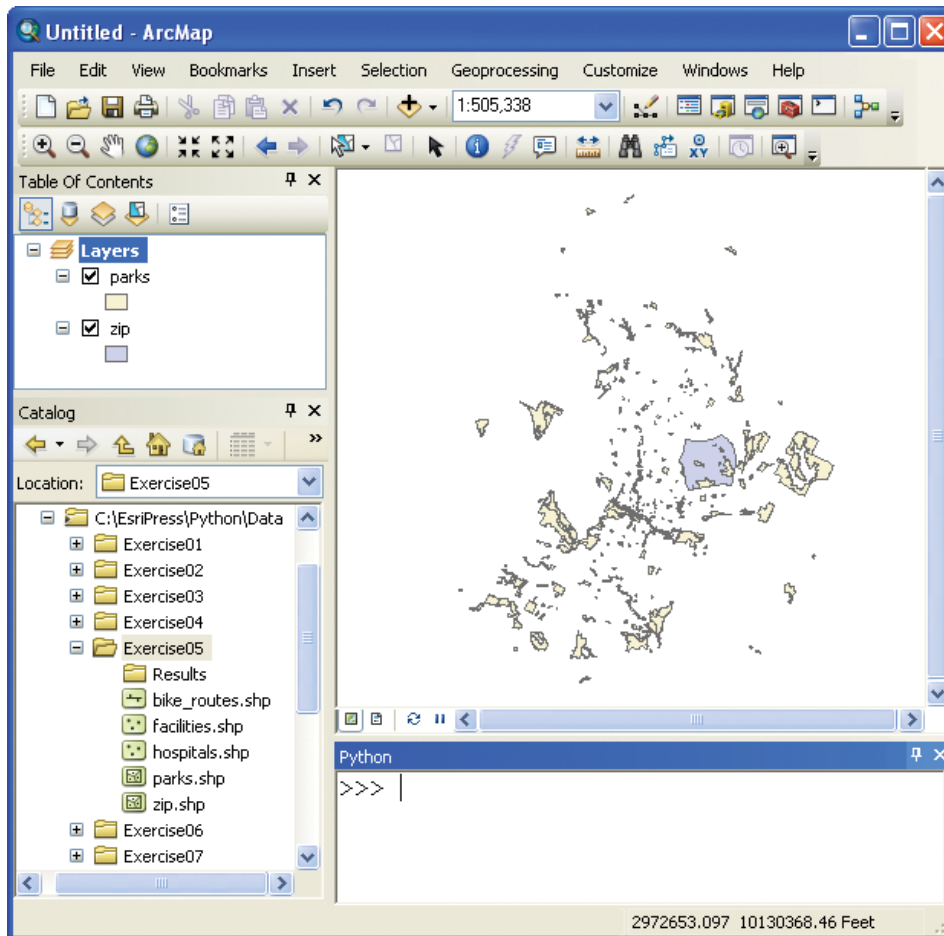 Untitled - ArcMap
File Edit View Bookmarks Insert Selection Geoprocessing Customize Windows Help
1:505,338
XY
Table Of Contents
Layers
parks
zip
Catalog
Location: Exercise05
C:\EsriPress\Python\Data
Exercise01
Exercise02
Exercise03
Exercise04
Exercise05
Results
bike_routes.shp
facilities.shp
hospitals.shp
parks.shp
zip.shp
Exercise06
Exercise07
Python
>>>
2972653.097 10130368.46 Feet